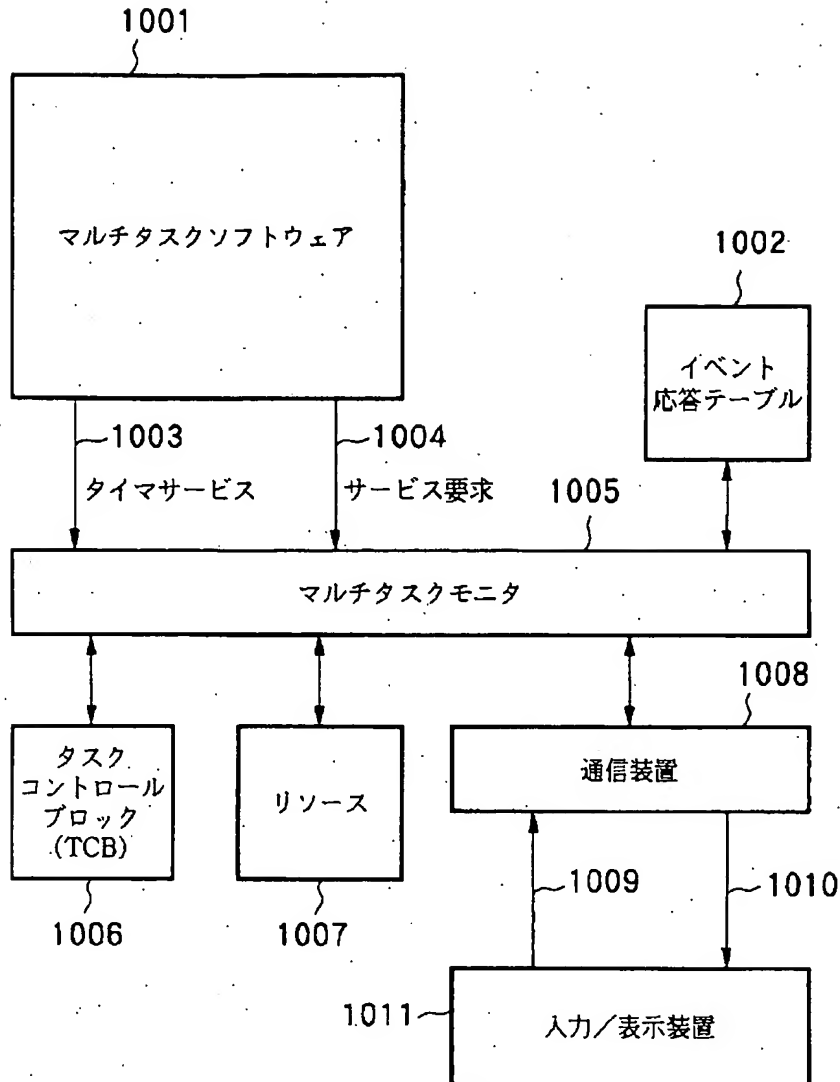 1001
マルチタスクソフトウェア
1002
イベント
応答テーブル
1003
1004
タイマサービス
サービス要求
1005
マルチタスクモニタ
1008
タスク
コントロール
ブロック
(TCB)
リソース
通信装置
1009
1010
1006
1007
1011
入力／表示装置